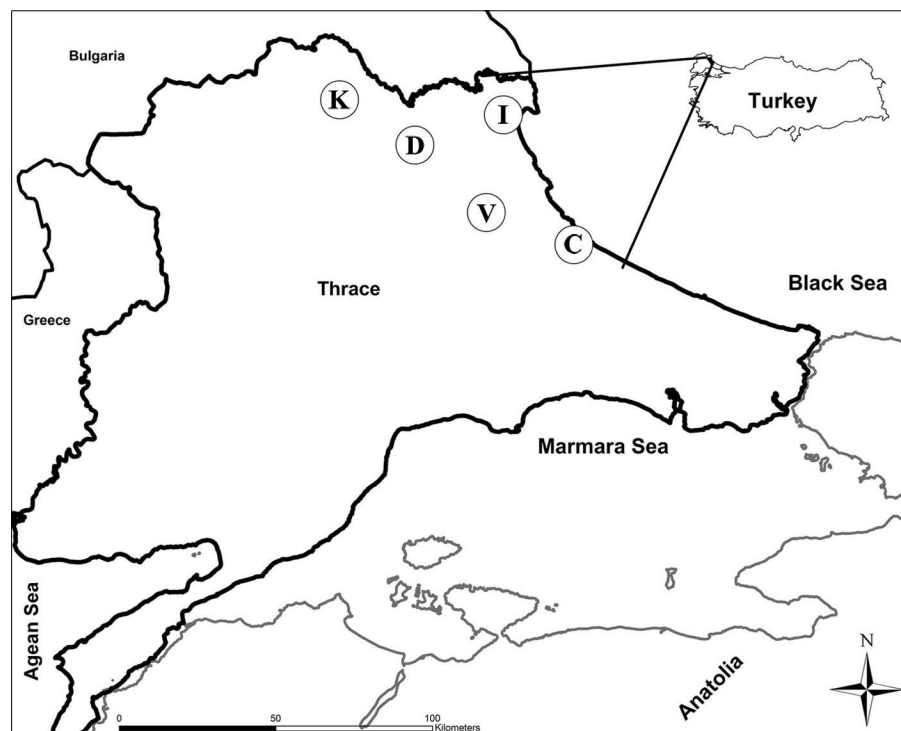 Bulgaria
K
I
D
Turkey
V
C
Thrace
Black Sea
Greece
Marmara Sea
Agean Sea
Anatolia
N
0 50 100
Kilometers